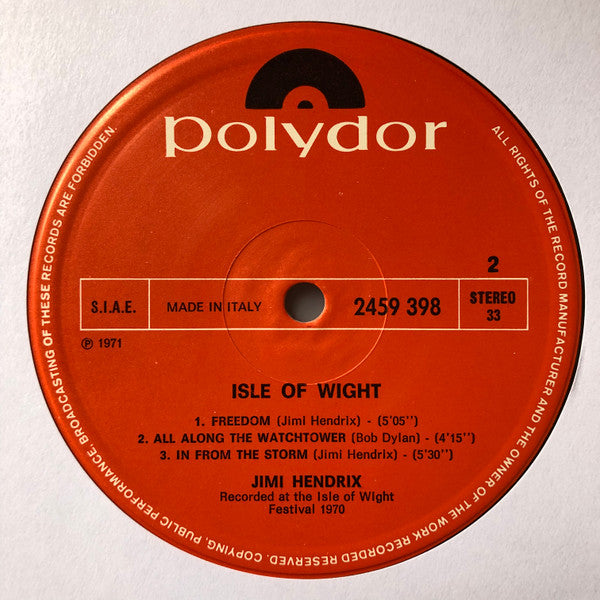 polydor
2
S.I.A.E.
MADE IN ITALY
2459 398
STEREO
33
℗ 1971
ISLE OF WIGHT
1. FREEDOM (Jimi Hendrix) - (5'05'')
2. ALL ALONG THE WATCHTOWER (Bob Dylan) - (4'15'')
3. IN FROM THE STORM (Jimi Hendrix) - (5'30'')
JIMI HENDRIX
Recorded at the Isle of Wight
Festival 1970
ALL RIGHTS OF THE RECORD MANUFACTURER AND THE OWNER OF THE WORK RECORDED RESERVED. COPYING, PUBLIC PERFORMANCE, BROADCASTING OF THESE RECORDS ARE FORBIDDEN.